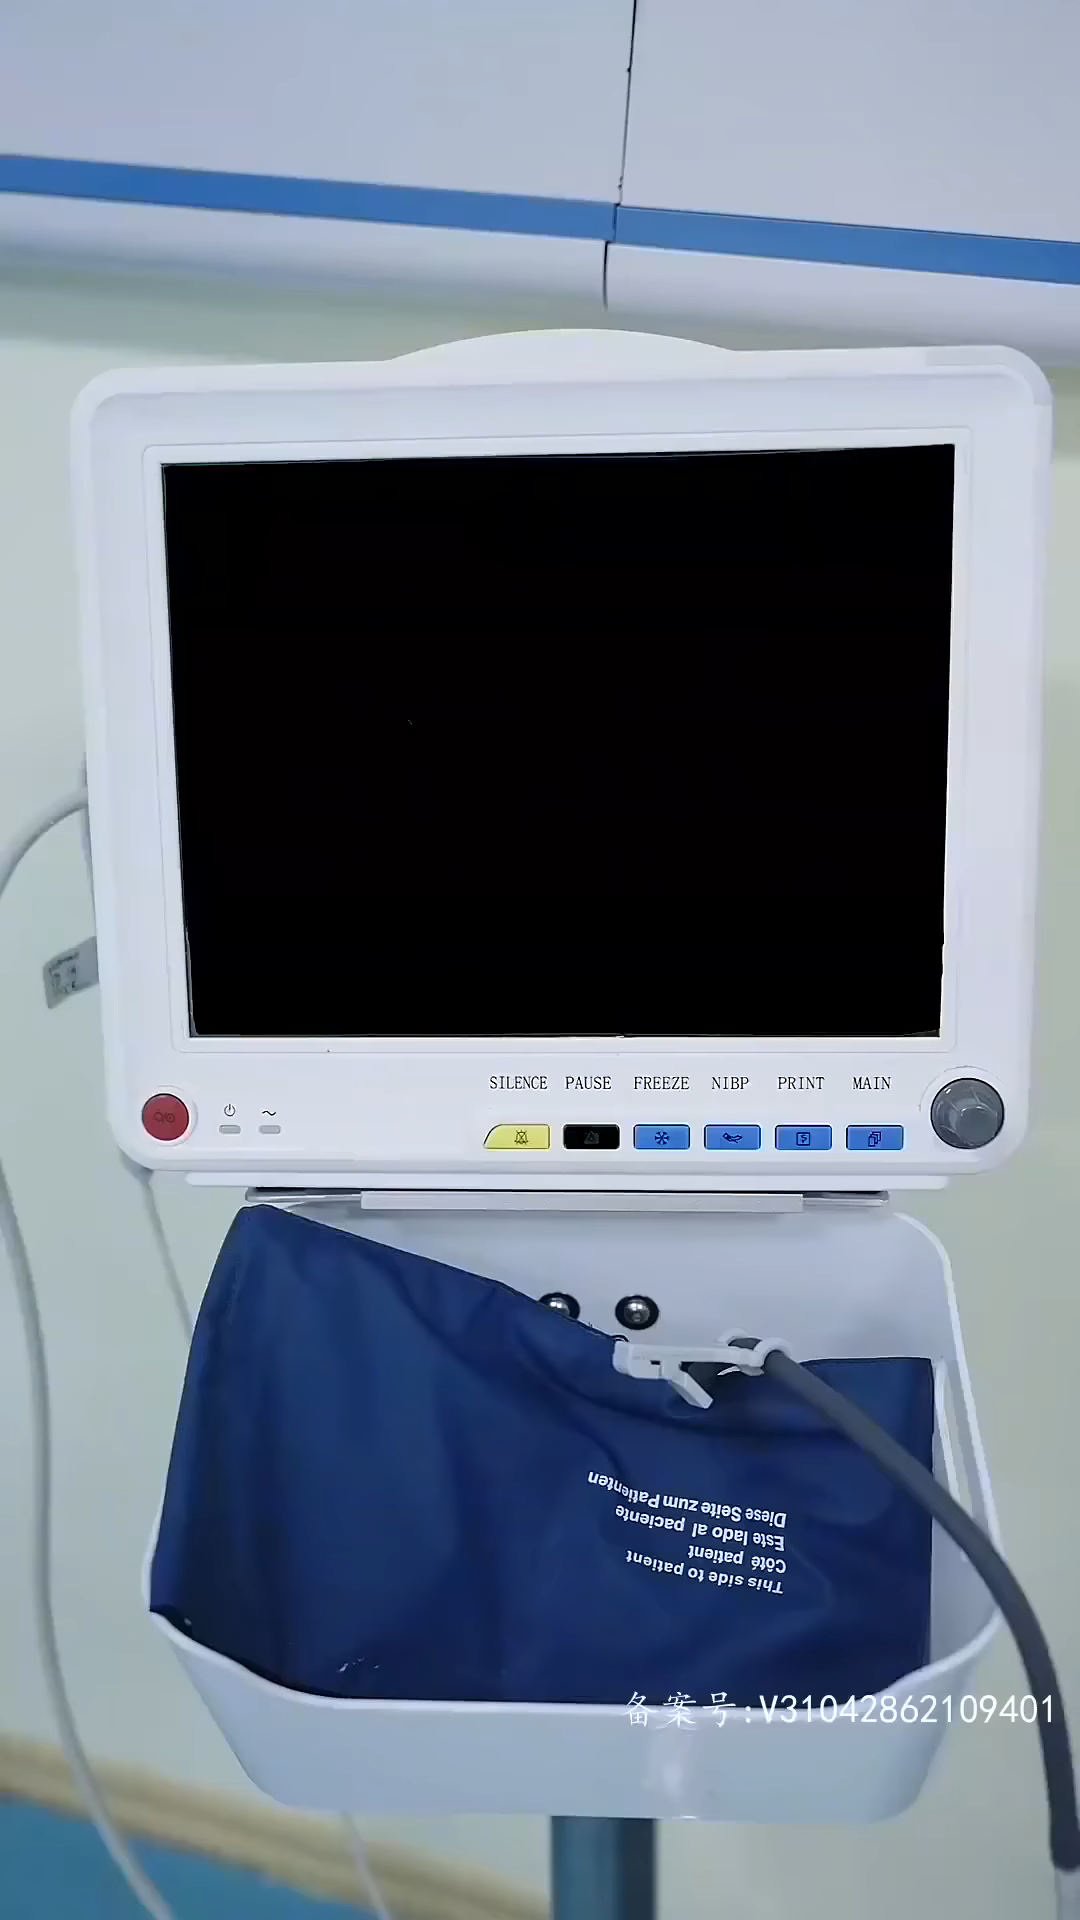 SILENCE PAUSE FREEZE NIBP PRINT MAIN
This side to patient
Côté patient
Este lado al paciente
Diese Seite zum Patienten
备案号:V31042862109401